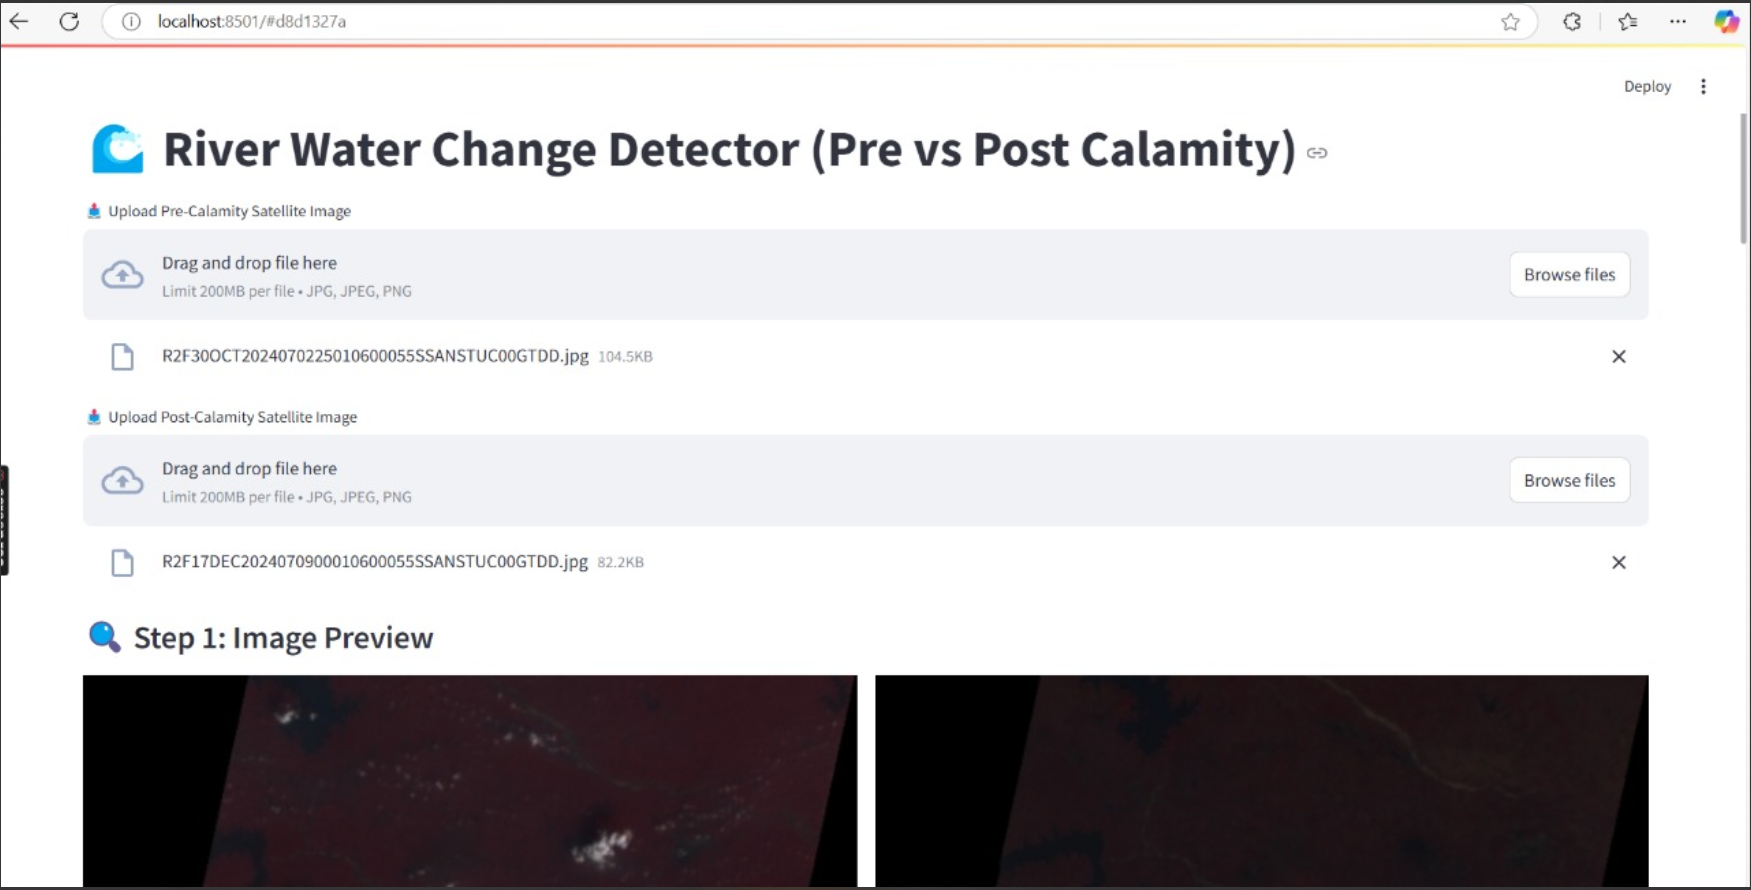 localhost:8501/#d8d1327a
Deploy
River Water Change Detector (Pre vs Post Calamity)
Upload Pre-Calamity Satellite Image
Drag and drop file here
Limit 200MB per file • JPG, JPEG, PNG
Browse files
R2F30OCT2024070225010600055SSANSTUC00GTDD.jpg 104.5KB
Upload Post-Calamity Satellite Image
Drag and drop file here
Limit 200MB per file • JPG, JPEG, PNG
Browse files
R2F17DEC2024070900010600055SSANSTUC00GTDD.jpg 82.2KB
Step 1: Image Preview